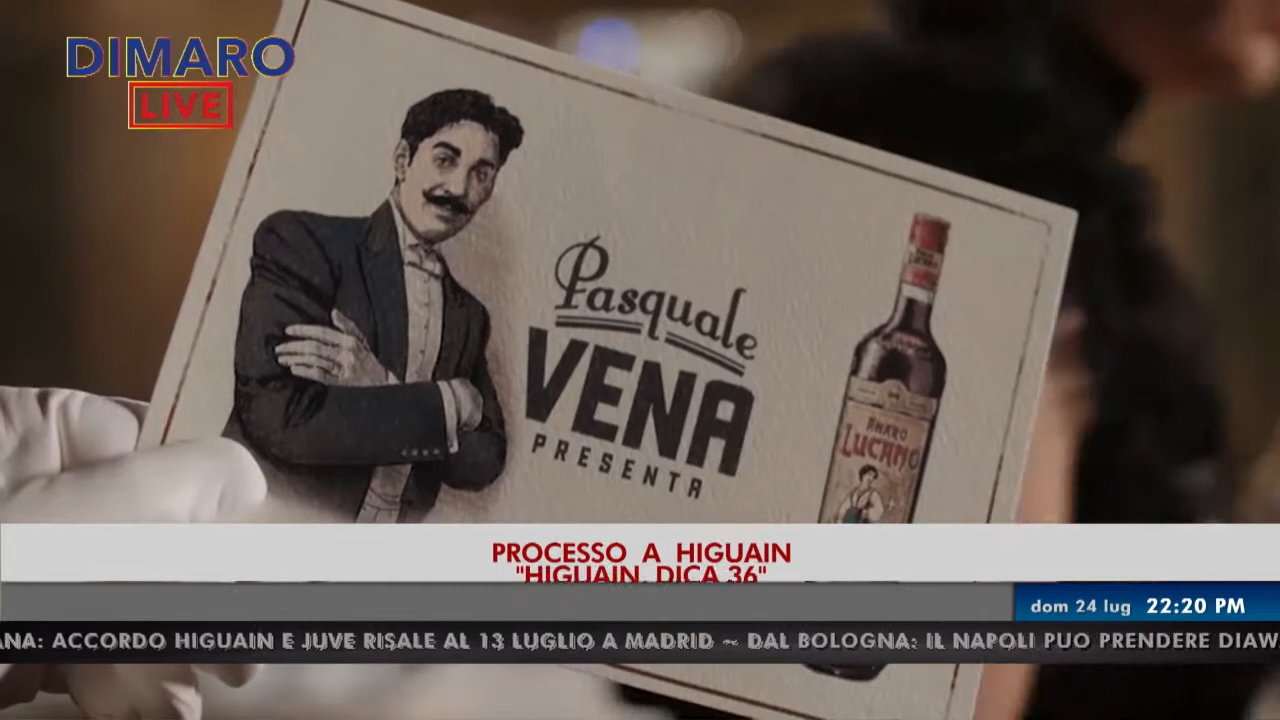 DIMARO
LIVE
Pasquale
VENA
PRESENTA
AMARO
LUCANO
PROCESSO A HIGUAIN
"HIGUAIN, DICA 36"
dom 24 lug 22:20 PM
ANA: ACCORDO HIGUAIN E JUVE RISALE AL 13 LUGLIO A MADRID ~ DAL BOLOGNA: IL NAPOLI PUO PRENDERE DIAW